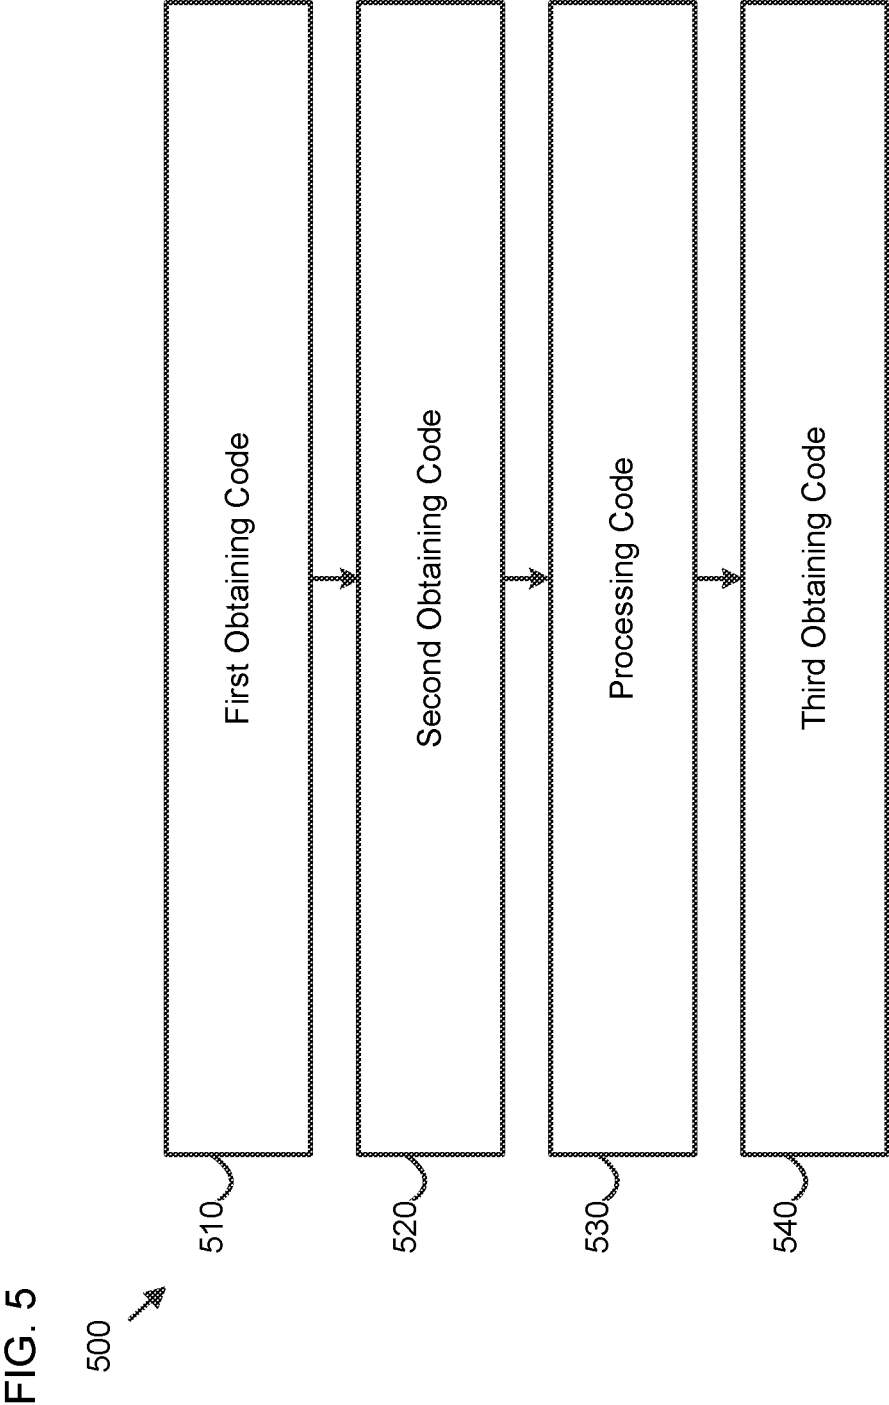 FIG. 5
500
510
First Obtaining Code
520
Second Obtaining Code
530
Processing Code
540
Third Obtaining Code